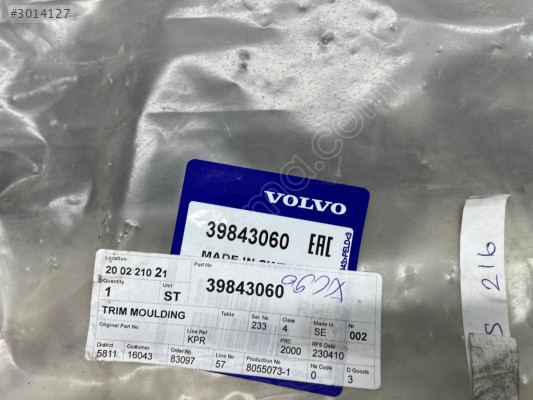 #3014127
VOLVO
39843060 EAC
MADE IN SWE
Location
20 02 210 21
Part No
39843060
XC90
Quantity
1
Unit
ST
TRIM MOULDING
Table
Sec. No
233
Class
4
Made in
SE
Nr
002
Original Part No
Line Ref
KPR
PRC
2000
RFS Date
230410
District
5811
Customer
16043
Order No
83097
Line No
57
Production No
8055073-1
Ha Code
0
D Goods
3
S 216